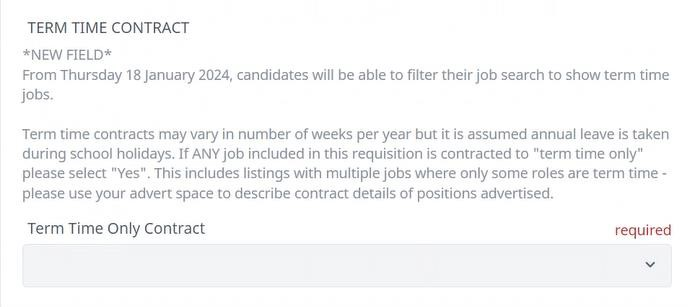 TERM TIME CONTRACT
*NEW FIELD*
From Thursday 18 January 2024, candidates will be able to filter their job search to show term time
jobs.
Term time contracts may vary in number of weeks per year but it is assumed annual leave is taken
during school holidays. If ANY job included in this requisition is contracted to "term time only"
please select "Yes". This includes listings with multiple jobs where only some roles are term time -
please use your advert space to describe contract details of positions advertised.
Term Time Only Contract required